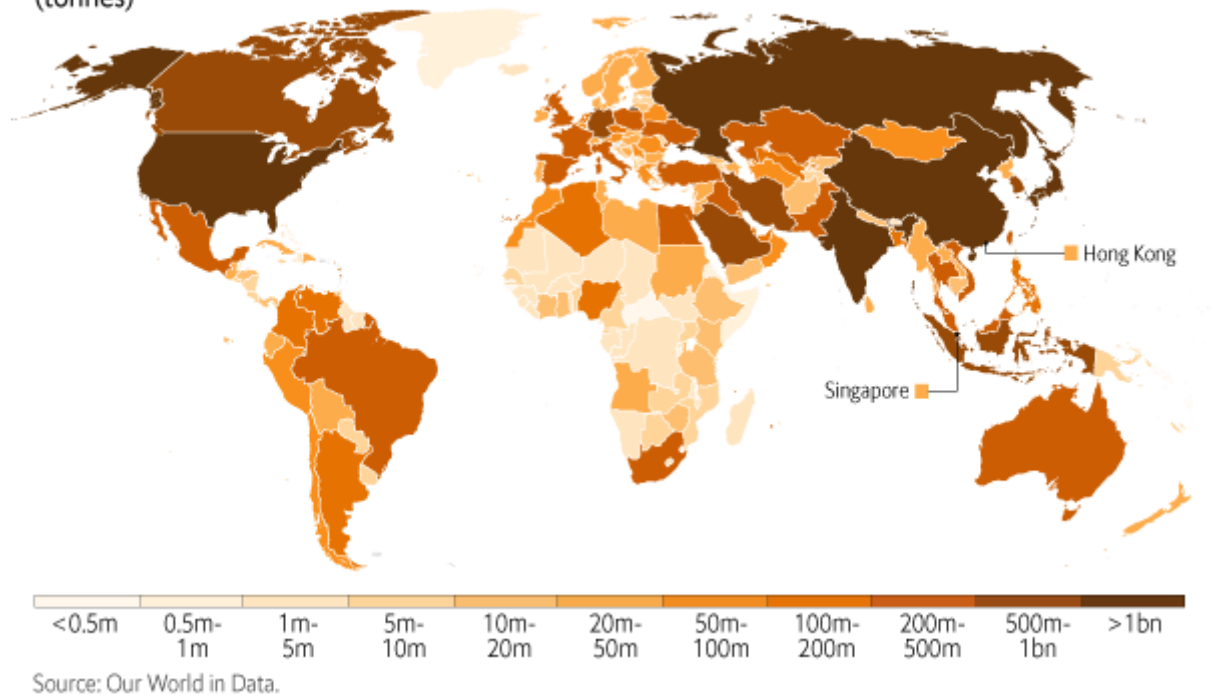 (tonnes)
Hong Kong
Singapore
<0.5m 0.5m- 1m- 5m- 10m- 20m- 50m- 100m- 200m- 500m- >1bn
1m 5m 10m 20m 50m 100m 200m 500m 1bn
Source: Our World in Data.